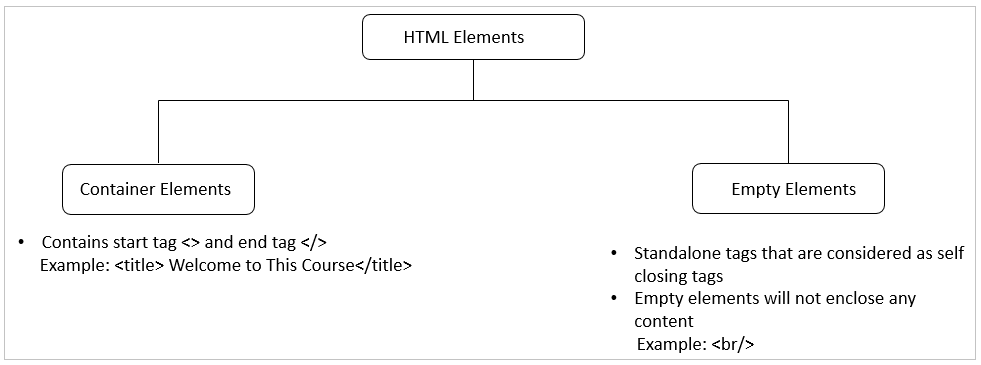 HTML Elements
Container Elements
• Contains start tag <> and end tag </>
Example: <title> Welcome to This Course</title>
Empty Elements
• Standalone tags that are considered as self
closing tags
• Empty elements will not enclose any
content
Example: <br/>